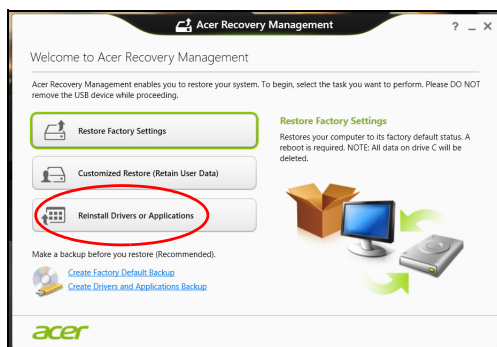 Acer Recovery Management
Welcome to Acer Recovery Management
Acer Recovery Management enables you to restore your system. To begin, select the task you want to perform. Please DO NOT
remove the USB device while proceeding.
Restore Factory Settings
Customized Restore (Retain User Data)
Reinstall Drivers or Applications
Restore Factory Settings
Restores your computer to its factory default status. A
reboot is required. NOTE: All data on drive C will be
deleted.
Make a backup before you restore (Recommended).
Create Factory Default Backup
Create Drivers and Applications Backup
acer